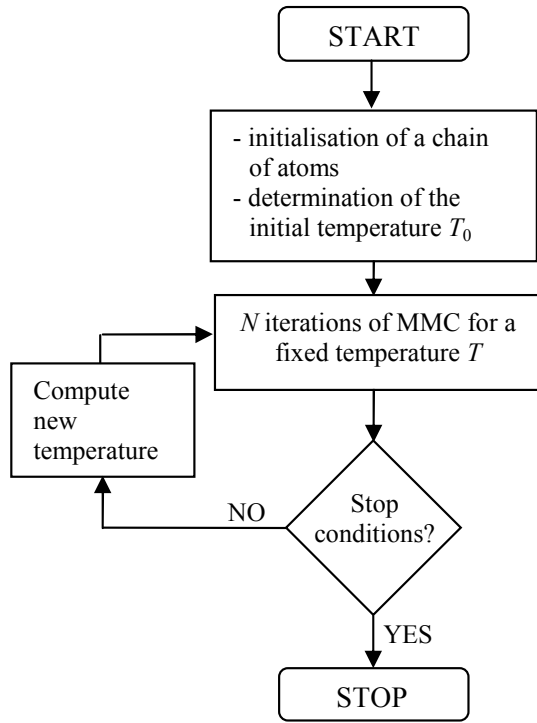 START
- initialisation of a chain
of atoms
- determination of the
initial temperature T₀
N iterations of MMC for a
fixed temperature T
Compute
new
temperature
Stop
conditions?
NO
YES
STOP